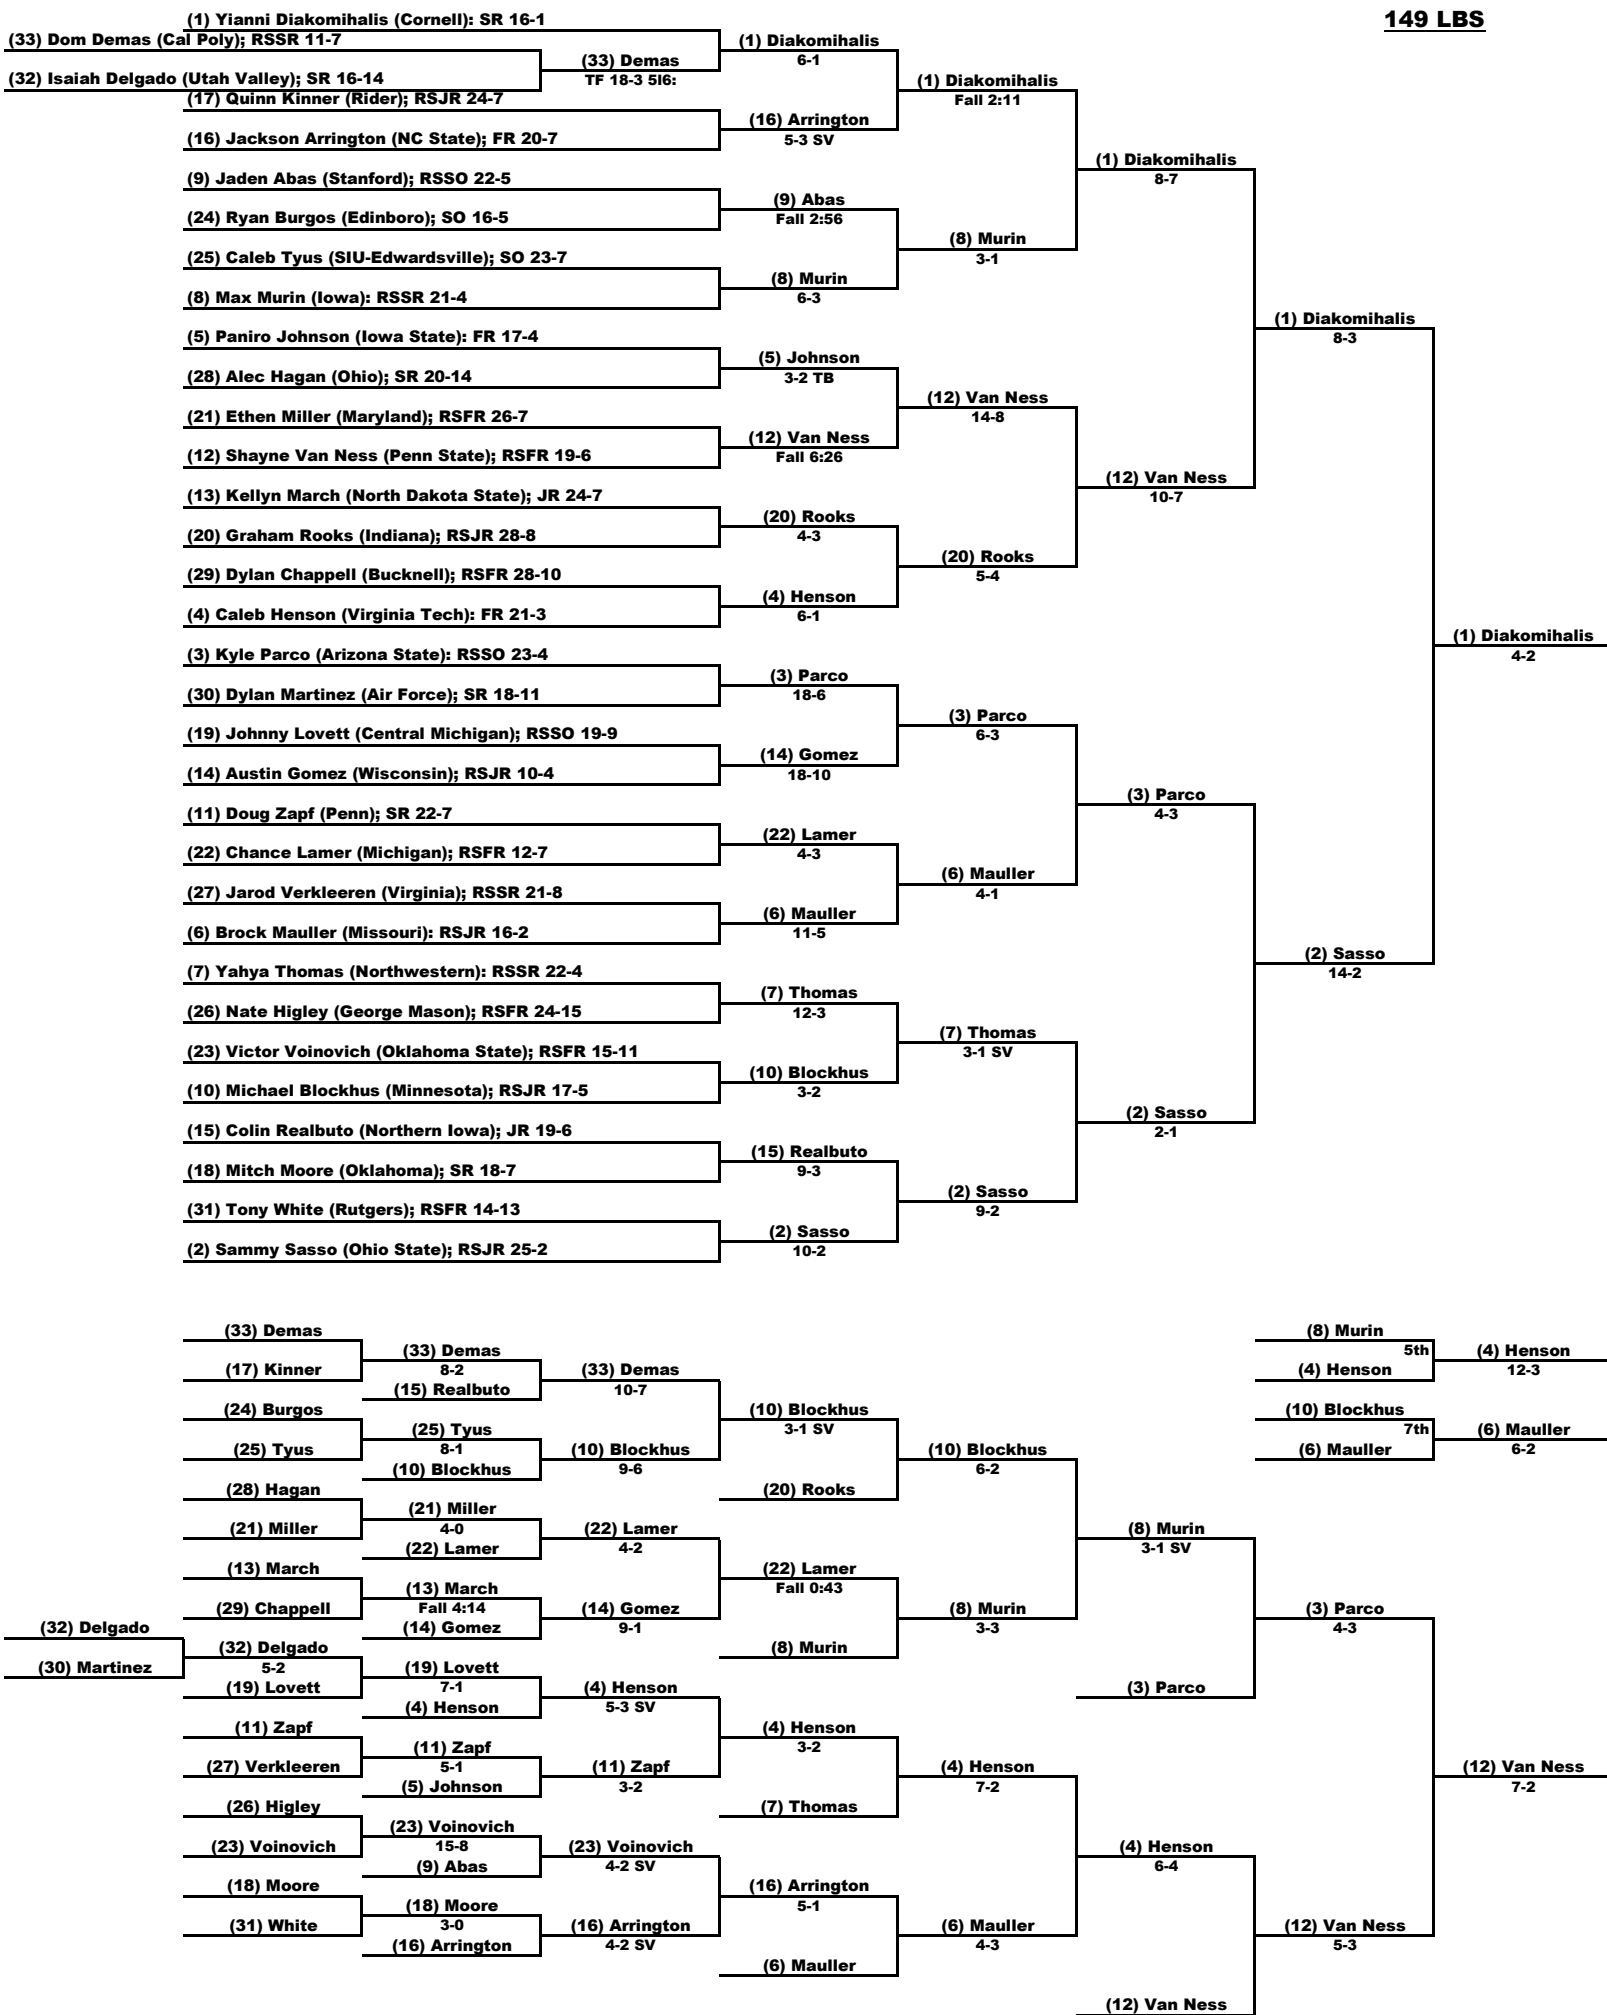 149 LBS
(1) Yianni Diakomihalis (Cornell): SR 16-1
(33) Dom Demas (Cal Poly); RSSR 11-7
(1) Diakomihalis
6-1
(33) Demas
TF 18-3 5I6:
(32) Isaiah Delgado (Utah Valley); SR 16-14
(1) Diakomihalis
Fall 2:11
(17) Quinn Kinner (Rider); RSJR 24-7
(16) Arrington
5-3 SV
(16) Jackson Arrington (NC State); FR 20-7
(1) Diakomihalis
8-7
(9) Jaden Abas (Stanford); RSSO 22-5
(9) Abas
Fall 2:56
(24) Ryan Burgos (Edinboro); SO 16-5
(8) Murin
3-1
(25) Caleb Tyus (SIU-Edwardsville); SO 23-7
(8) Murin
6-3
(8) Max Murin (Iowa): RSSR 21-4
(1) Diakomihalis
8-3
(5) Paniro Johnson (Iowa State): FR 17-4
(5) Johnson
3-2 TB
(28) Alec Hagan (Ohio); SR 20-14
(12) Van Ness
14-8
(21) Ethen Miller (Maryland); RSFR 26-7
(12) Van Ness
Fall 6:26
(12) Shayne Van Ness (Penn State); RSFR 19-6
(12) Van Ness
10-7
(13) Kellyn March (North Dakota State); JR 24-7
(20) Rooks
4-3
(20) Graham Rooks (Indiana); RSJR 28-8
(20) Rooks
5-4
(29) Dylan Chappell (Bucknell); RSFR 28-10
(4) Henson
6-1
(4) Caleb Henson (Virginia Tech): FR 21-3
(1) Diakomihalis
4-2
(3) Kyle Parco (Arizona State): RSSO 23-4
(3) Parco
18-6
(30) Dylan Martinez (Air Force); SR 18-11
(3) Parco
6-3
(19) Johnny Lovett (Central Michigan); RSSO 19-9
(14) Gomez
18-10
(14) Austin Gomez (Wisconsin); RSJR 10-4
(3) Parco
4-3
(11) Doug Zapf (Penn); SR 22-7
(22) Lamer
4-3
(22) Chance Lamer (Michigan); RSFR 12-7
(6) Mauller
4-1
(27) Jarod Verkleeren (Virginia); RSSR 21-8
(6) Mauller
11-5
(6) Brock Mauller (Missouri): RSJR 16-2
(2) Sasso
14-2
(7) Yahya Thomas (Northwestern): RSSR 22-4
(7) Thomas
12-3
(26) Nate Higley (George Mason); RSFR 24-15
(7) Thomas
3-1 SV
(23) Victor Voinovich (Oklahoma State); RSFR 15-11
(10) Blockhus
3-2
(10) Michael Blockhus (Minnesota); RSJR 17-5
(2) Sasso
2-1
(15) Colin Realbuto (Northern Iowa); JR 19-6
(15) Realbuto
9-3
(18) Mitch Moore (Oklahoma); SR 18-7
(2) Sasso
9-2
(31) Tony White (Rutgers); RSFR 14-13
(2) Sasso
10-2
(2) Sammy Sasso (Ohio State); RSJR 25-2
(33) Demas
(33) Demas
8-2
(17) Kinner
(33) Demas
10-7
(15) Realbuto
(10) Blockhus
3-1 SV
(24) Burgos
(25) Tyus
8-1
(25) Tyus
(10) Blockhus
9-6
(10) Blockhus
(10) Blockhus
6-2
(20) Rooks
(28) Hagan
(21) Miller
4-0
(21) Miller
(22) Lamer
4-2
(22) Lamer
(8) Murin
3-1 SV
(13) March
(22) Lamer
Fall 0:43
(13) March
Fall 4:14
(29) Chappell
(14) Gomez
9-1
(14) Gomez
(8) Murin
3-3
(8) Murin
(8) Murin
5th
(4) Henson
(4) Henson
12-3
(10) Blockhus
7th
(6) Mauller
(6) Mauller
6-2
(3) Parco
4-3
(3) Parco
(32) Delgado
(30) Martinez
(32) Delgado
5-2
(19) Lovett
(19) Lovett
7-1
(4) Henson
(4) Henson
5-3 SV
(11) Zapf
(4) Henson
3-2
(27) Verkleeren
(11) Zapf
5-1
(5) Johnson
(11) Zapf
3-2
(4) Henson
7-2
(7) Thomas
(12) Van Ness
7-2
(26) Higley
(23) Voinovich
15-8
(23) Voinovich
(23) Voinovich
4-2 SV
(9) Abas
(4) Henson
6-4
(18) Moore
(16) Arrington
5-1
(18) Moore
3-0
(31) White
(16) Arrington
4-2 SV
(16) Arrington
(6) Mauller
4-3
(6) Mauller
(12) Van Ness
5-3
(12) Van Ness